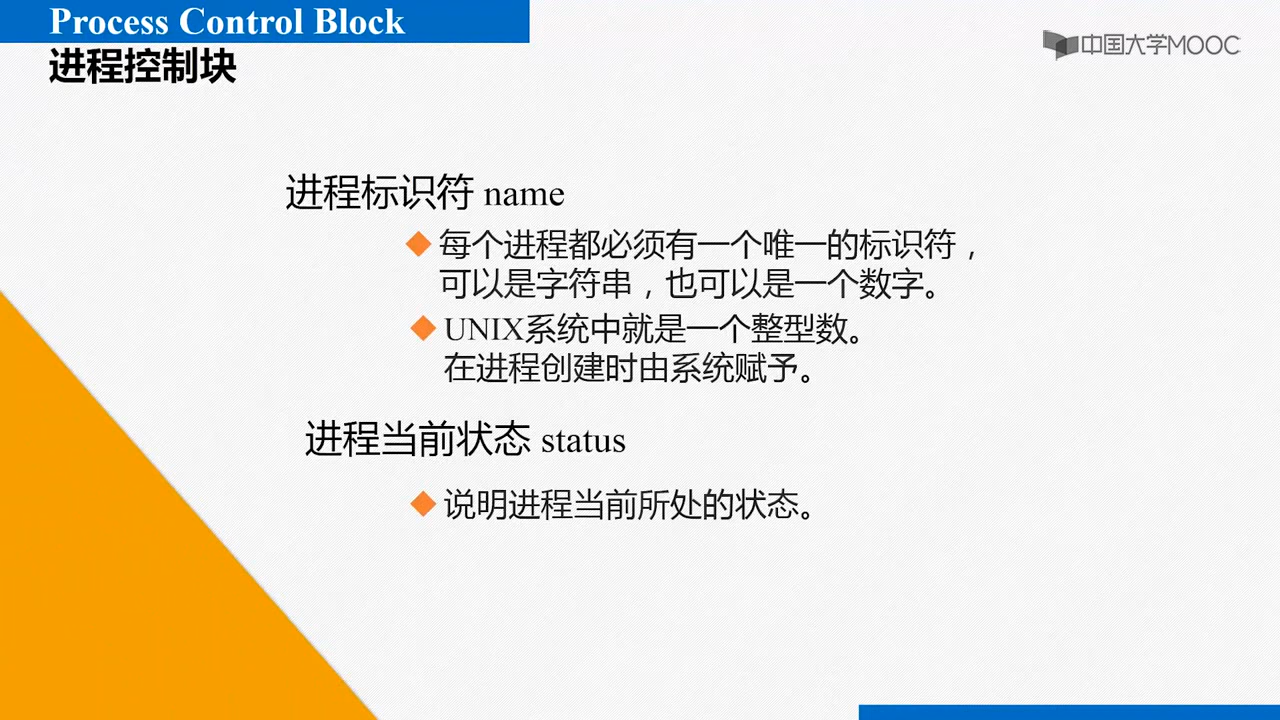 Process Control Block
进程控制块
中国大学MOOC
进程标识符 name
每个进程都必须有一个唯一的标识符，
可以是字符串，也可以是一个数字。
UNIX系统中就是一个整型数。
在进程创建时由系统赋予。
进程当前状态 status
说明进程当前所处的状态。